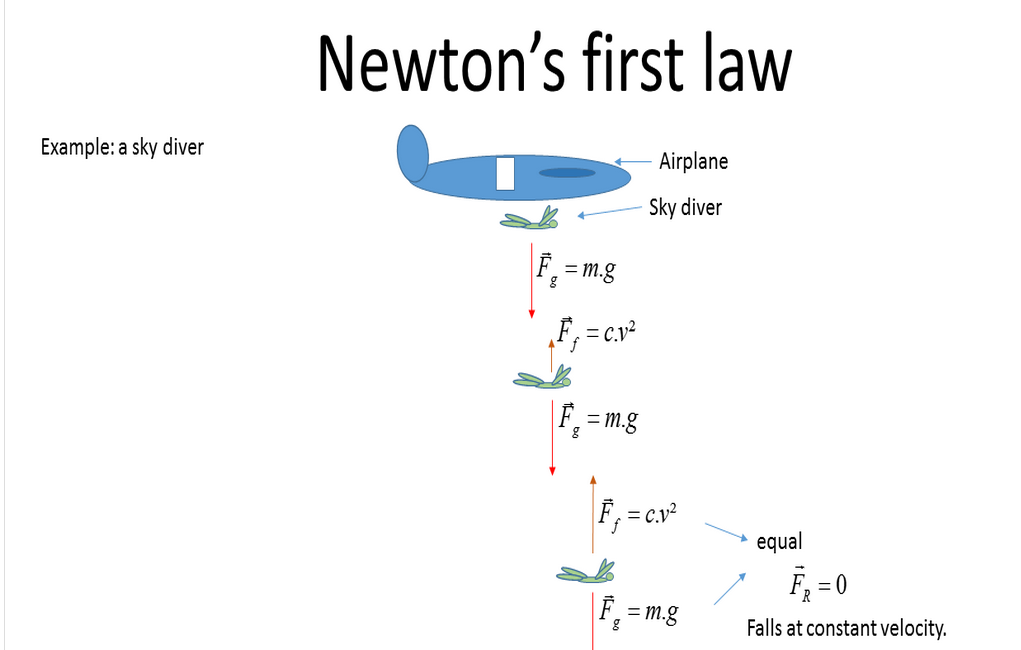 Newton’s first law
Example: a sky diver
Airplane
Sky diver
F⃗g = m.g
F⃗f = c.v²
F⃗g = m.g
F⃗f = c.v²
equal
F⃗R = 0
F⃗g = m.g
Falls at constant velocity.